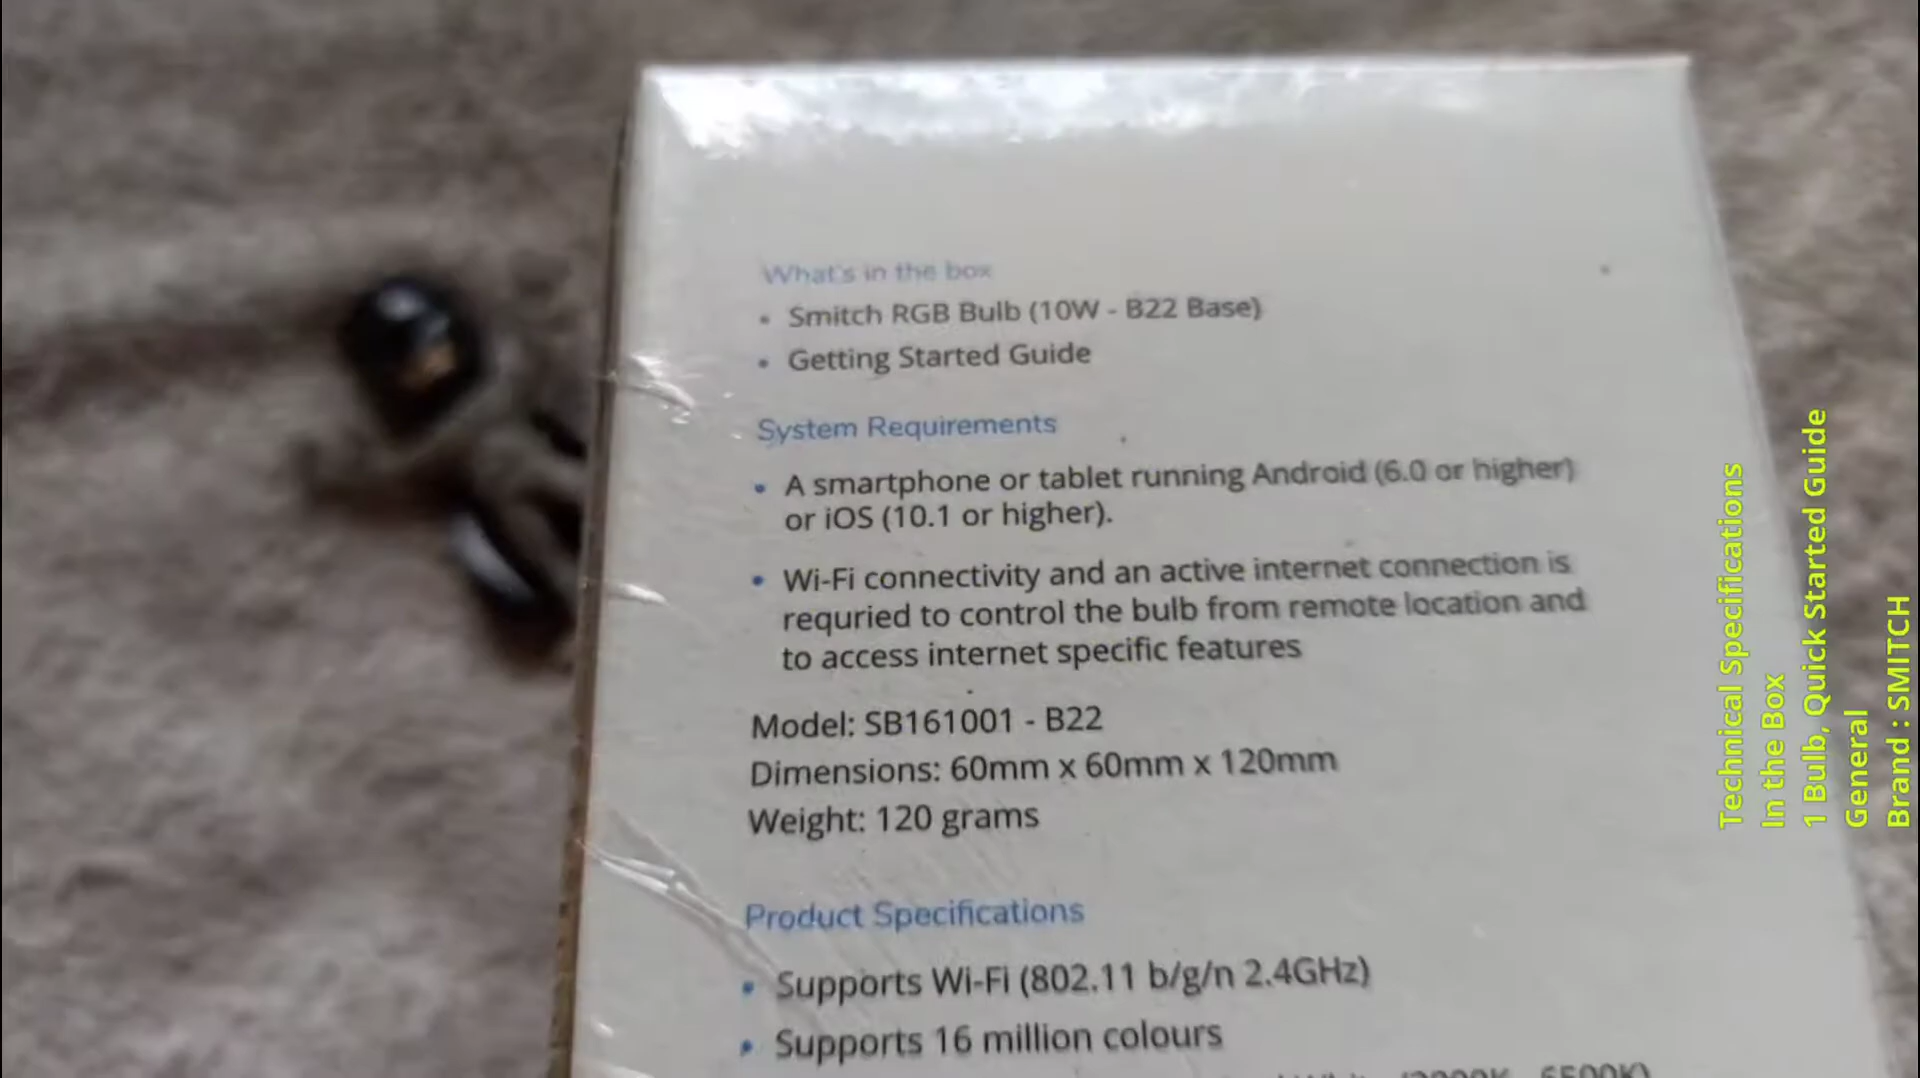 What's in the box
• Smitch RGB Bulb (10W - B22 Base)
• Getting Started Guide
System Requirements
• A smartphone or tablet running Android (6.0 or higher)
or iOS (10.1 or higher).
• Wi-Fi connectivity and an active internet connection is
requried to control the bulb from remote location and
to access internet specific features
Model: SB161001 - B22
Dimensions: 60mm x 60mm x 120mm
Weight: 120 grams
Product Specifications
• Supports Wi-Fi (802.11 b/g/n 2.4GHz)
• Supports 16 million colours
Technical Specifications
In the Box
1 Bulb, Quick Started Guide
General
Brand : SMITCH